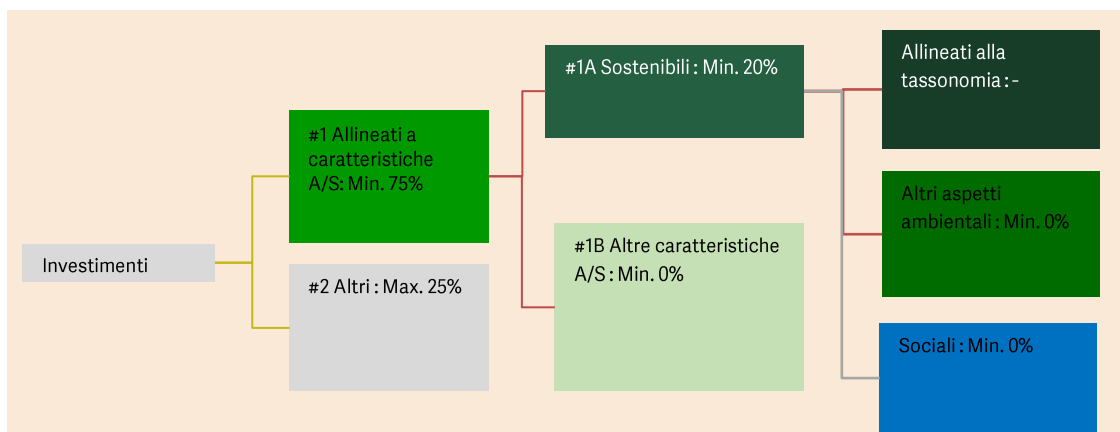 Investimenti
#1 Allineati a
caratteristiche
A/S: Min. 75%
#2 Altri : Max. 25%
#1A Sostenibili : Min. 20%
#1B Altre caratteristiche
A/S : Min. 0%
Allineati alla
tassonomia : -
Altri aspetti
ambientali : Min. 0%
Sociali : Min. 0%